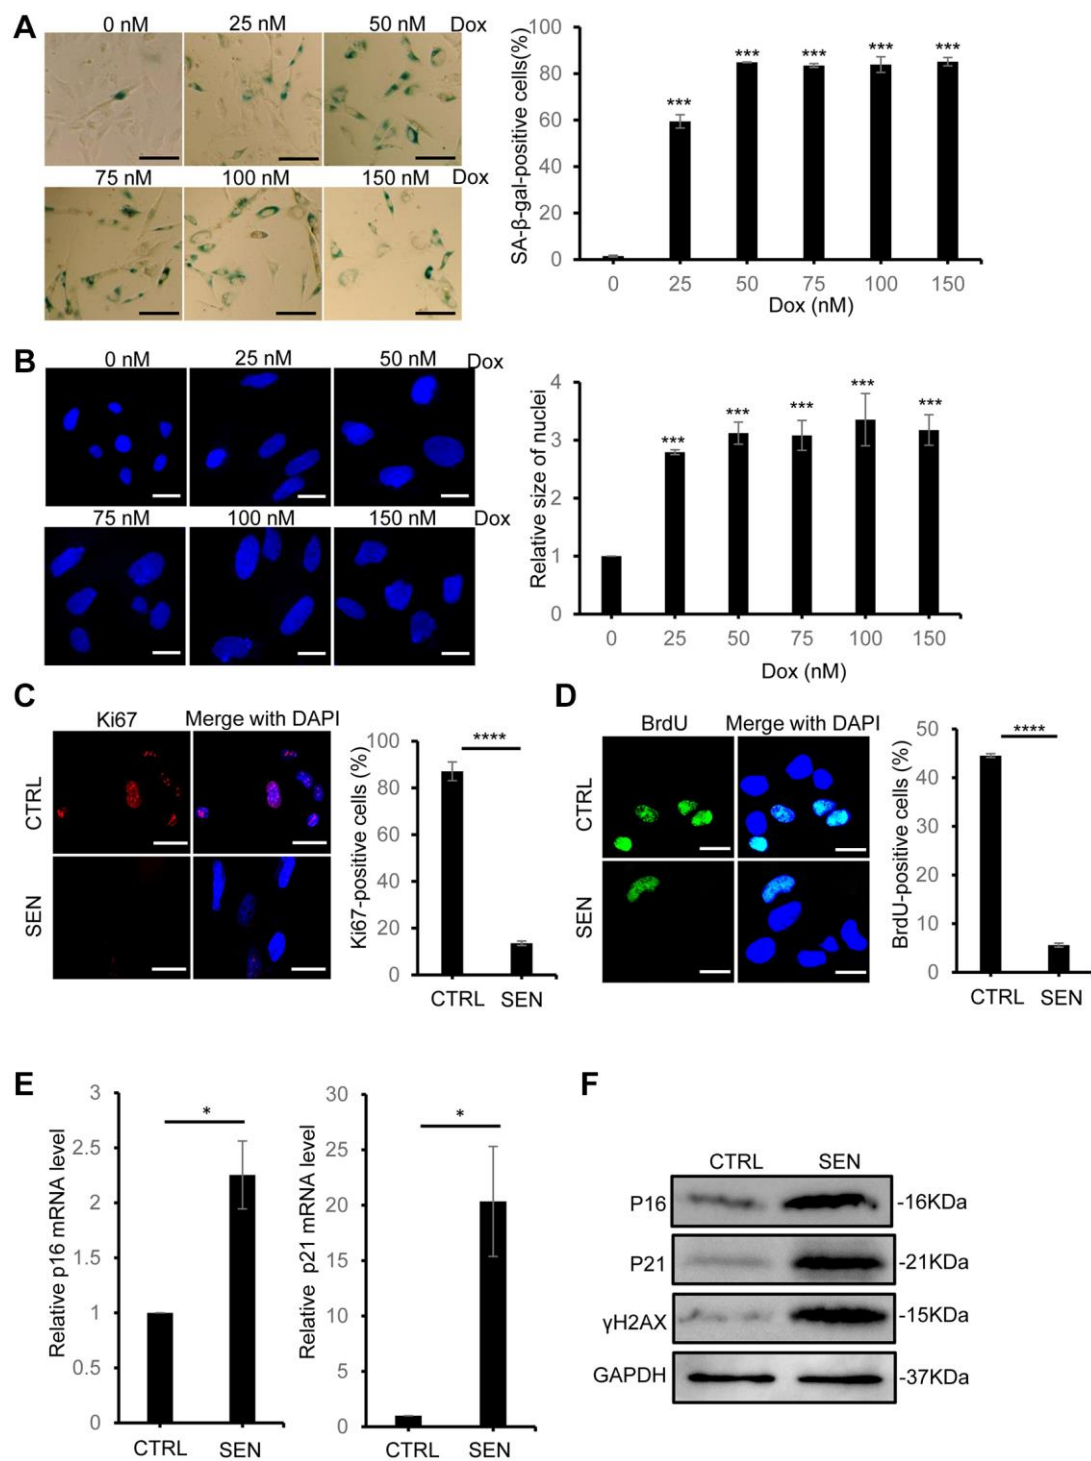 A
0 nM 25 nM 50 nM Dox
75 nM 100 nM 150 nM Dox
SA-β-gal-positive cells(%)
100
80
60
40
20
0
*** *** *** *** ***
0 25 50 75 100 150
Dox (nM)
B
0 nM 25 nM 50 nM Dox
75 nM 100 nM 150 nM Dox
Relative size of nuclei
4
3
2
1
0
*** *** *** *** ***
0 25 50 75 100 150
Dox (nM)
C
Ki67 Merge with DAPI
CTRL
SEN
Ki67-positive cells (%)
100
80
60
40
20
0
****
CTRL SEN
D
BrdU Merge with DAPI
CTRL
SEN
BrdU-positive cells (%)
50
40
30
20
10
0
****
CTRL SEN
E
Relative p16 mRNA level
3
2.5
2
1.5
1
0.5
0
*
CTRL SEN
Relative p21 mRNA level
30
25
20
15
10
5
0
*
CTRL SEN
F
CTRL SEN
P16 -16KDa
P21 -21KDa
γH2AX -15KDa
GAPDH -37KDa